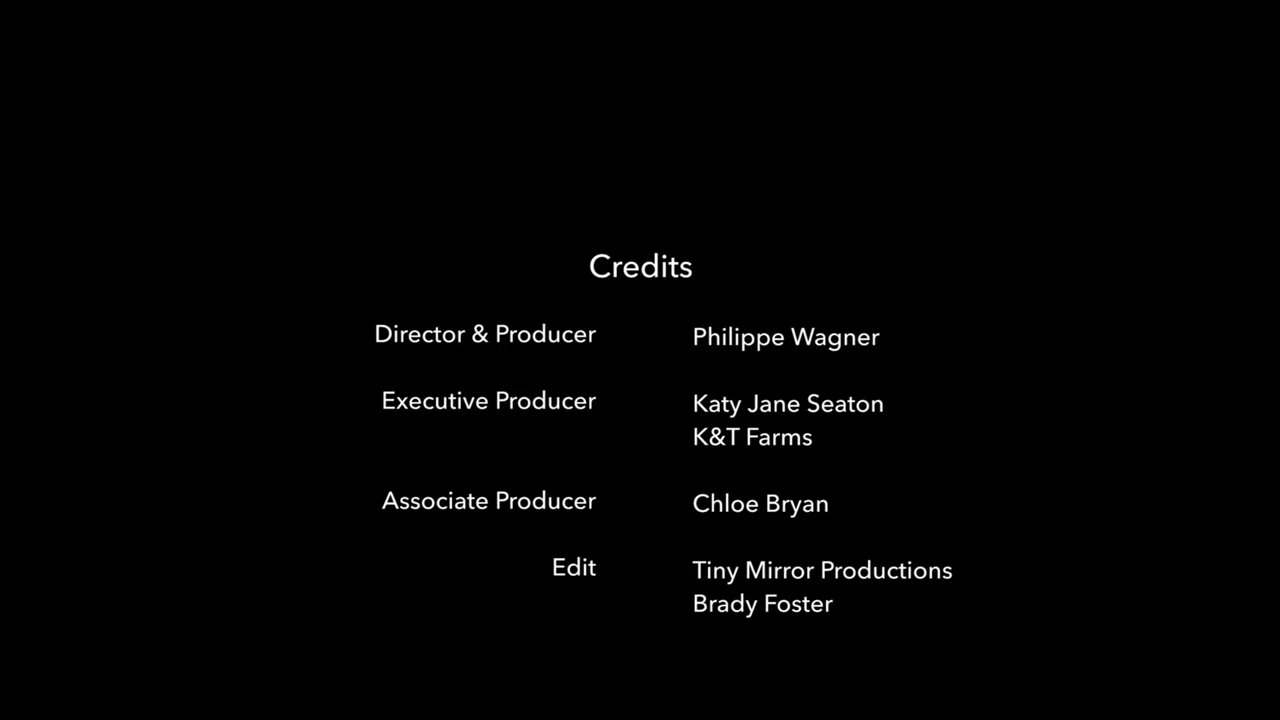 Credits
Director & Producer Philippe Wagner
Executive Producer Katy Jane Seaton
K&T Farms
Associate Producer Chloe Bryan
Edit Tiny Mirror Productions
Brady Foster